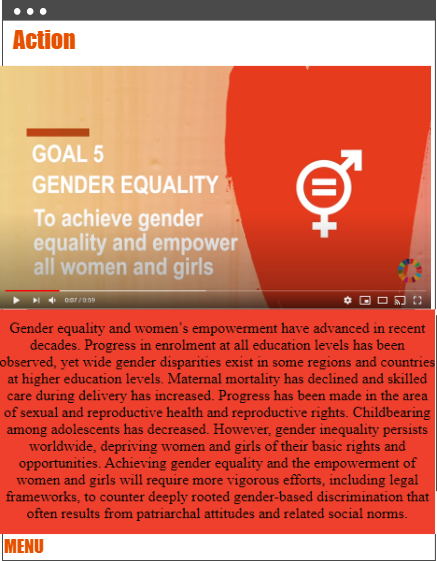 Action
GOAL 5
GENDER EQUALITY
To achieve gender
equality and empower
all women and girls
0:07 / 0:59
Gender equality and women's empowerment have advanced in recent
decades. Progress in enrolment at all education levels has been
observed, yet wide gender disparities exist in some regions and countries
at higher education levels. Maternal mortality has declined and skilled
care during delivery has increased. Progress has been made in the area
of sexual and reproductive health and reproductive rights. Childbearing
among adolescents has decreased. However, gender inequality persists
worldwide, depriving women and girls of their basic rights and
opportunities. Achieving gender equality and the empowerment of
women and girls will require more vigorous efforts, including legal
frameworks, to counter deeply rooted gender-based discrimination that
often results from patriarchal attitudes and related social norms.
MENU